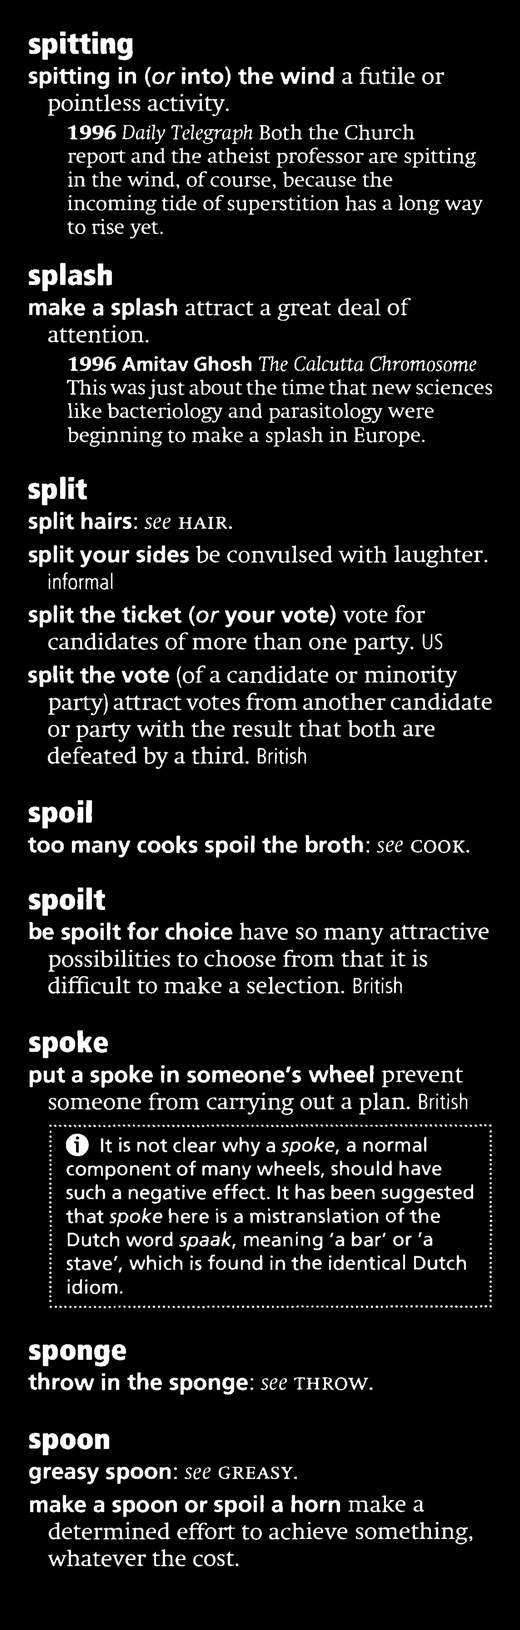 spitting
spitting in (or into) the wind a futile or
pointless activity.
1996 Daily Telegraph Both the Church
report and the atheist professor are spitting
in the wind, of course, because the
incoming tide of superstition has a long way
to rise yet.
splash
make a splash attract a great deal of
attention.
1996 Amitav Ghosh The Calcutta Chromosome
This was just about the time that new sciences
like bacteriology and parasitology were
beginning to make a splash in Europe.
split
split hairs: see HAIR.
split your sides be convulsed with laughter.
informal
split the ticket (or your vote) vote for
candidates of more than one party. US
split the vote (of a candidate or minority
party) attract votes from another candidate
or party with the result that both are
defeated by a third. British
spoil
too many cooks spoil the broth: see COOK.
spoilt
be spoilt for choice have so many attractive
possibilities to choose from that it is
difficult to make a selection. British
spoke
put a spoke in someone's wheel prevent
someone from carrying out a plan. British
i It is not clear why a spoke, a normal
component of many wheels, should have
such a negative effect. It has been suggested
that spoke here is a mistranslation of the
Dutch word spaak, meaning 'a bar' or 'a
stave', which is found in the identical Dutch
idiom.
sponge
throw in the sponge: see THROW.
spoon
greasy spoon: see GREASY.
make a spoon or spoil a horn make a
determined effort to achieve something,
whatever the cost.